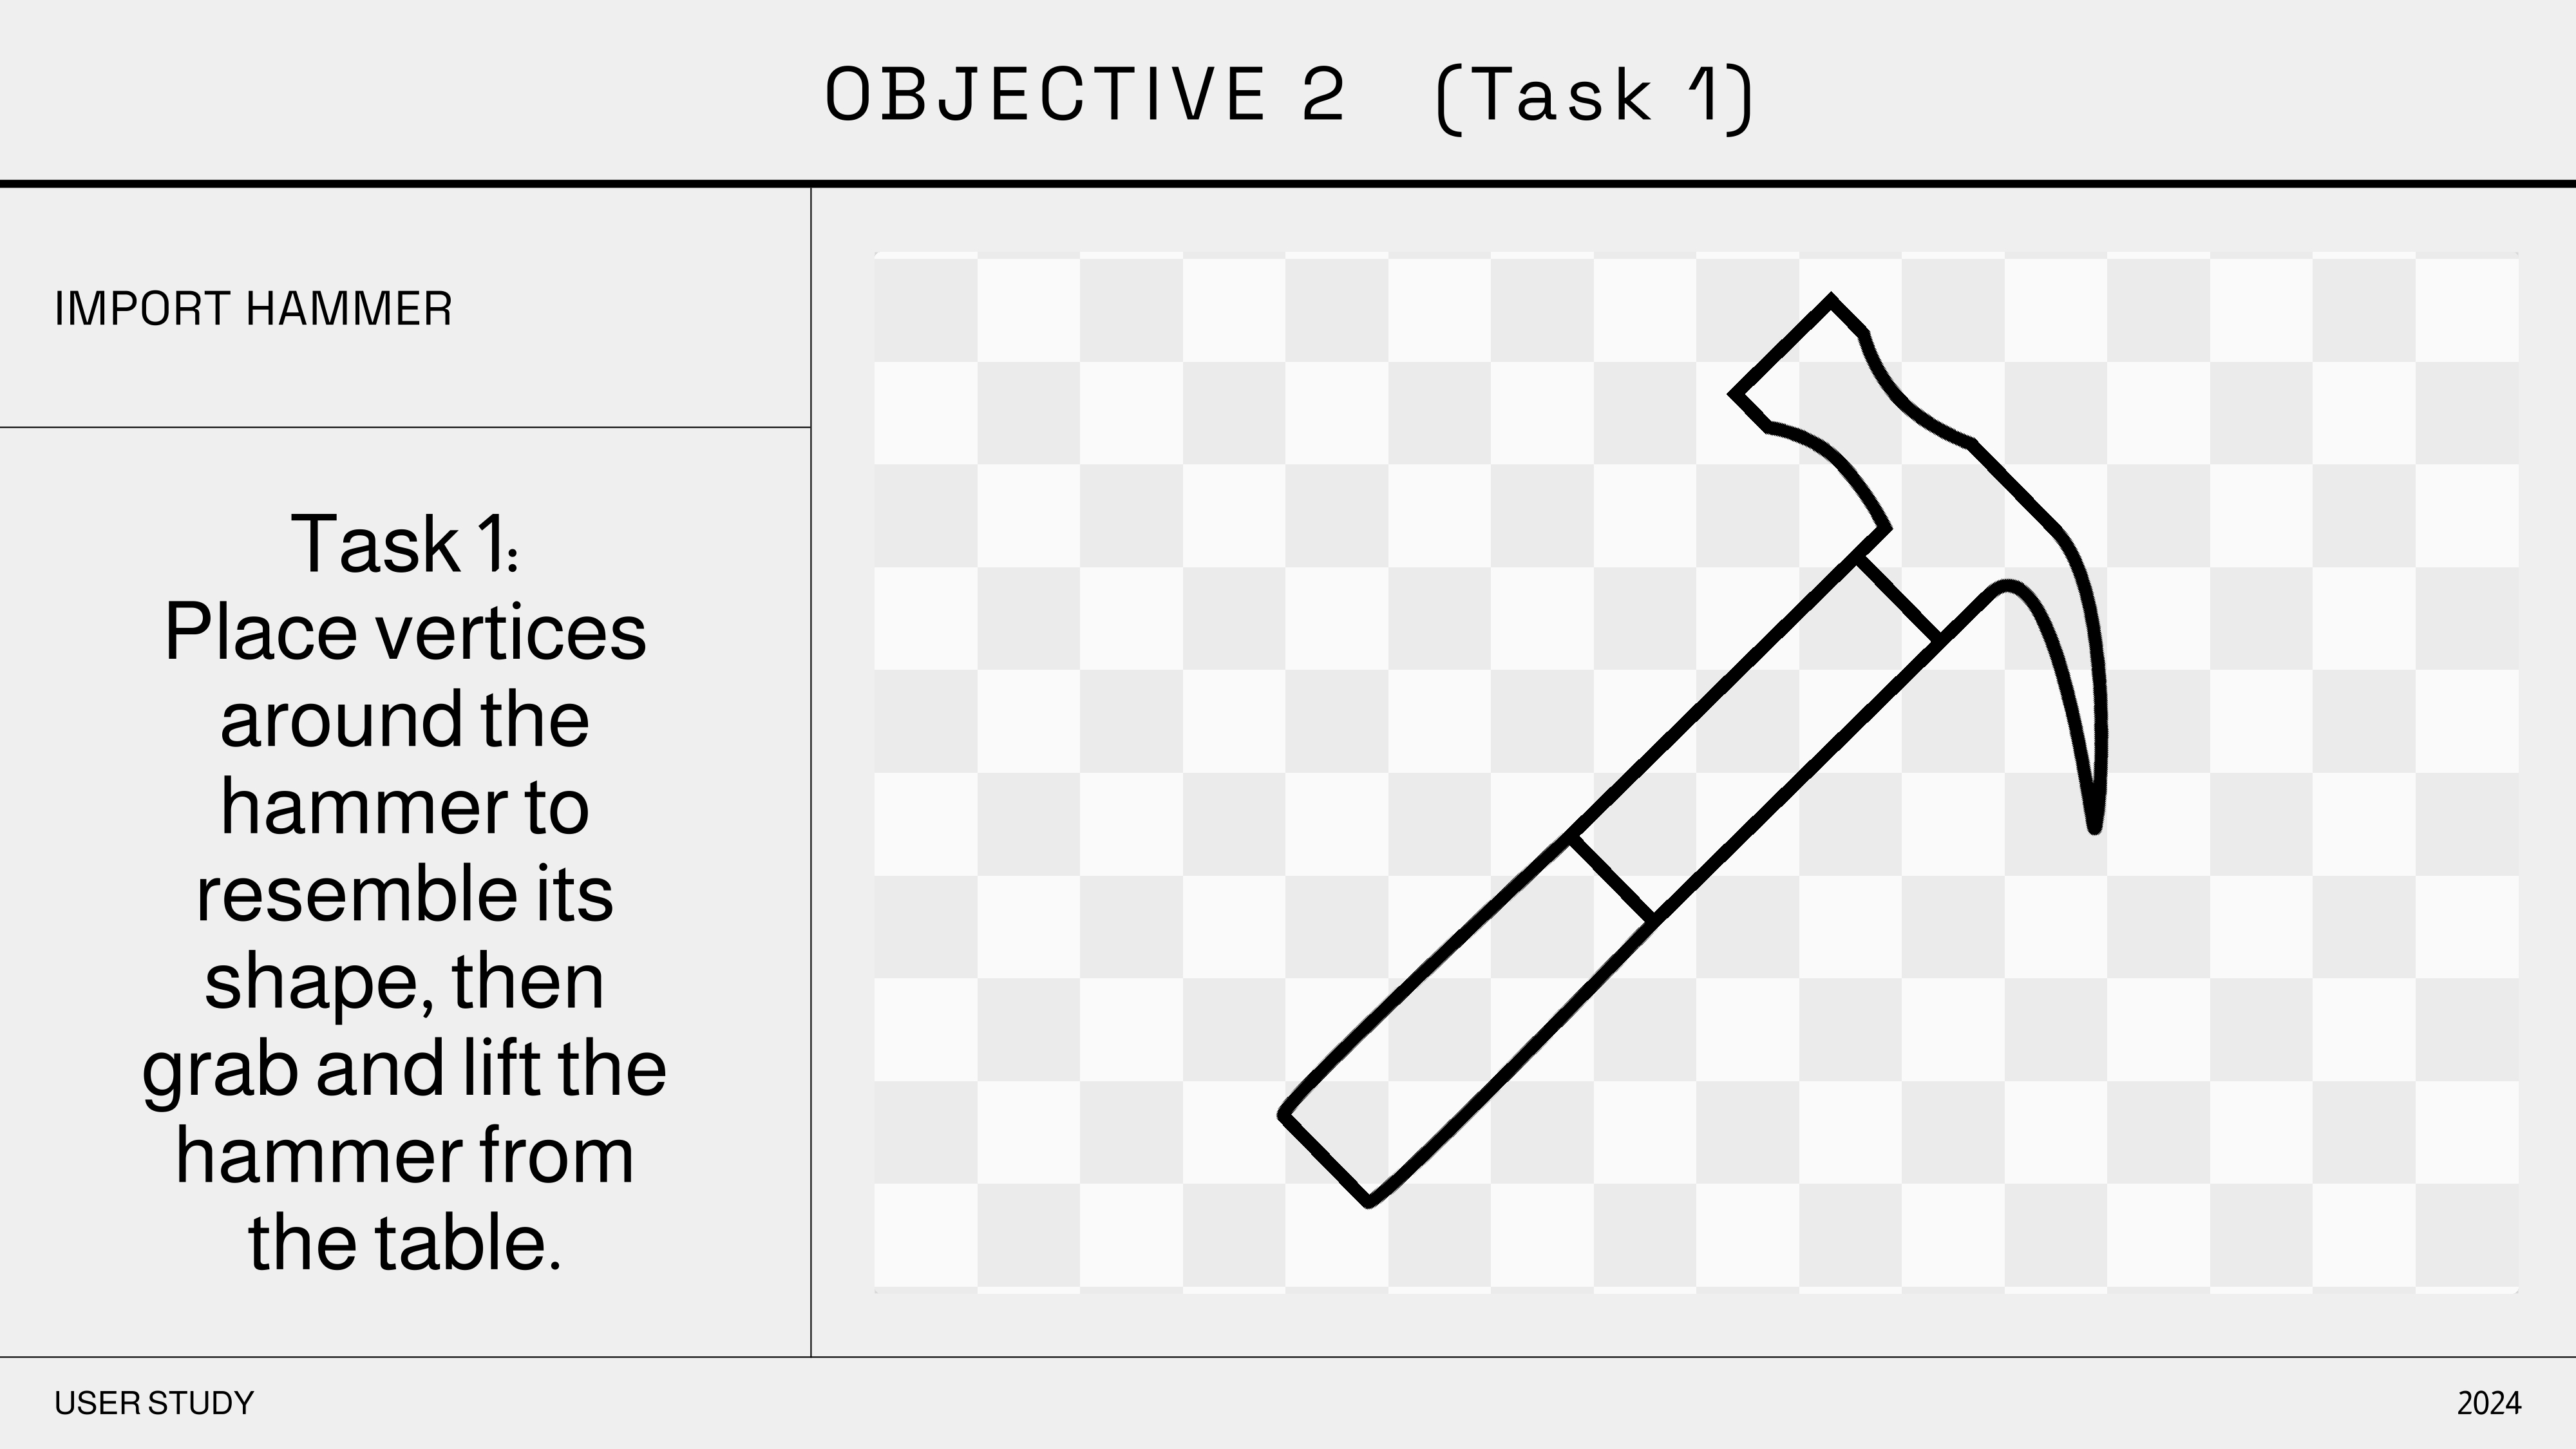 OBJECTIVE 2 (Task 1)
IMPORT HAMMER
Task 1:
Place vertices
around the
hammer to
resemble its
shape, then
grab and lift the
hammer from
the table.
USER STUDY
2024